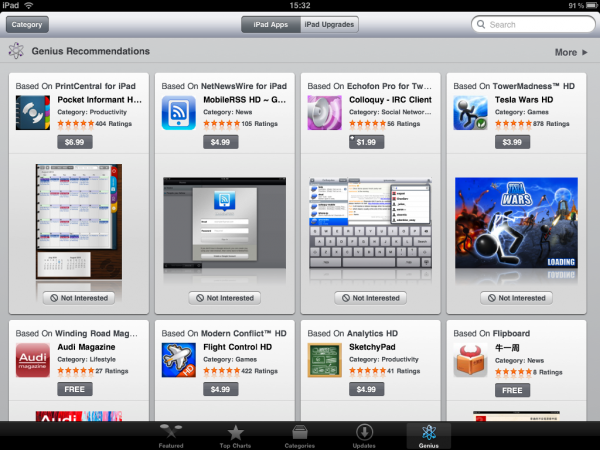 iPad 15:32 91 %
Category iPad Apps iPad Upgrades Search
Genius Recommendations More
Based On PrintCentral for iPad
Pocket Informant H...
Category: Productivity
404 Ratings
$6.99
Not Interested
Based On NetNewsWire for iPad
MobileRSS HD ~ G...
Category: News
105 Ratings
$4.99
Not Interested
Based On Echofon Pro for Tw...
Colloquy - IRC Client
Category: Social Networ...
56 Ratings
$1.99
Not Interested
Based On TowerMadness™ HD
Tesla Wars HD
Category: Games
878 Ratings
$3.99
WARS
LOADING
Not Interested
Based On Winding Road Mag...
Audi Magazine
Category: Lifestyle
27 Ratings
FREE
Audi
magazine
Based On Modern Conflict™ HD
Flight Control HD
Category: Games
422 Ratings
$4.99
HD
Based On Analytics HD
SketchyPad
Category: Productivity
41 Ratings
$4.99
Based On Flipboard
牛一周
Category: News
8 Ratings
FREE
Audi
Featured Top Charts Categories Updates Genius